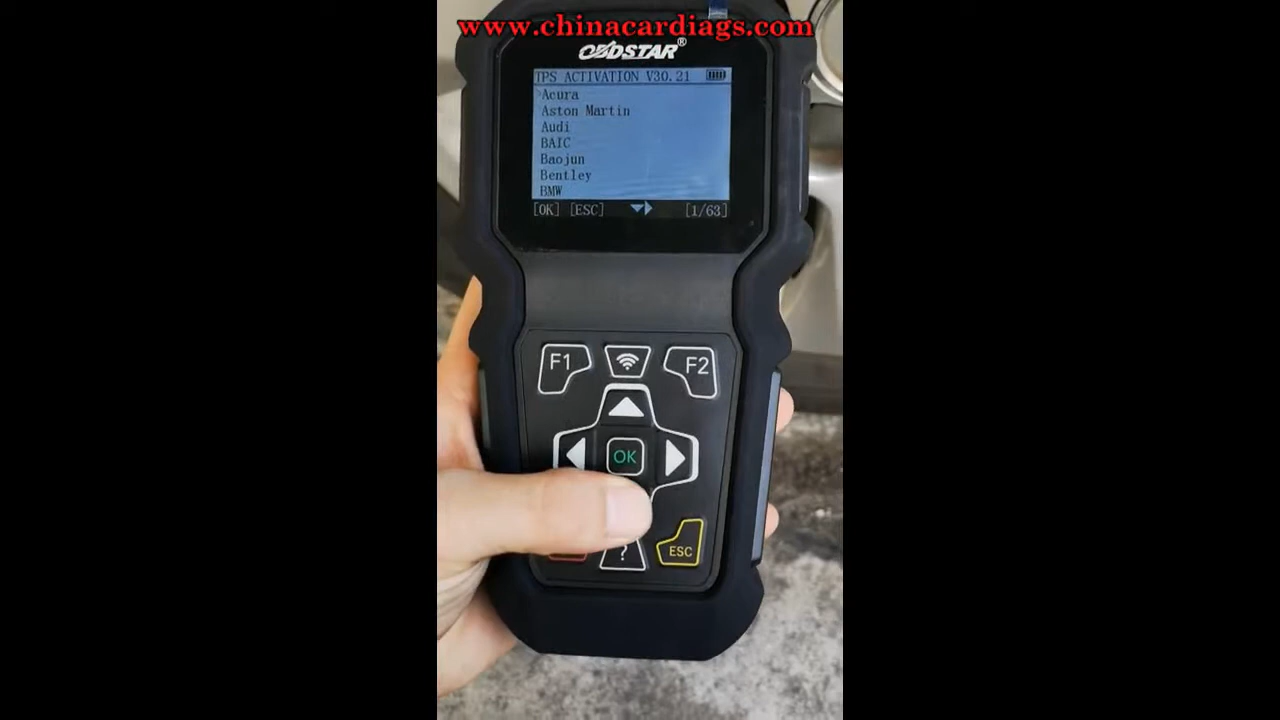 www.chinacardiags.com
OBDSTAR®
TPS ACTIVATION V30.21
Acura
Aston Martin
Audi
BAIC
Baojun
Bentley
BMW
[OK] [ESC] [1/63]
F1 F2
OK
? ESC